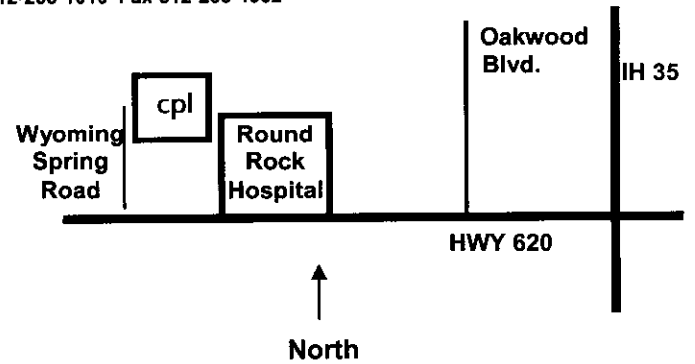 Oakwood
Blvd.
IH 35
cpl
Wyoming
Spring
Road
Round
Rock
Hospital
HWY 620
North